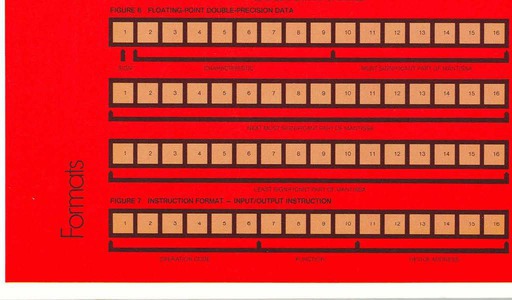 FIGURE 6 FLOATING-POINT DOUBLE-PRECISION DATA
1 2 3 4 5 6 7 8 9 10 11 12 13 14 15 16
SIGN CHARACTERISTIC MOST SIGNIFICANT PART OF MANTISSA
1 2 3 4 5 6 7 8 9 10 11 12 13 14 15 16
NEXT MOST SIGNIFICANT PART OF MANTISSA
1 2 3 4 5 6 7 8 9 10 11 12 13 14 15 16
LEAST SIGNIFICANT PART OF MANTISSA
FIGURE 7 INSTRUCTION FORMAT – INPUT/OUTPUT INSTRUCTION
1 2 3 4 5 6 7 8 9 10 11 12 13 14 15 16
OPERATION CODE FUNCTION DEVICE ADDRESS
Formats